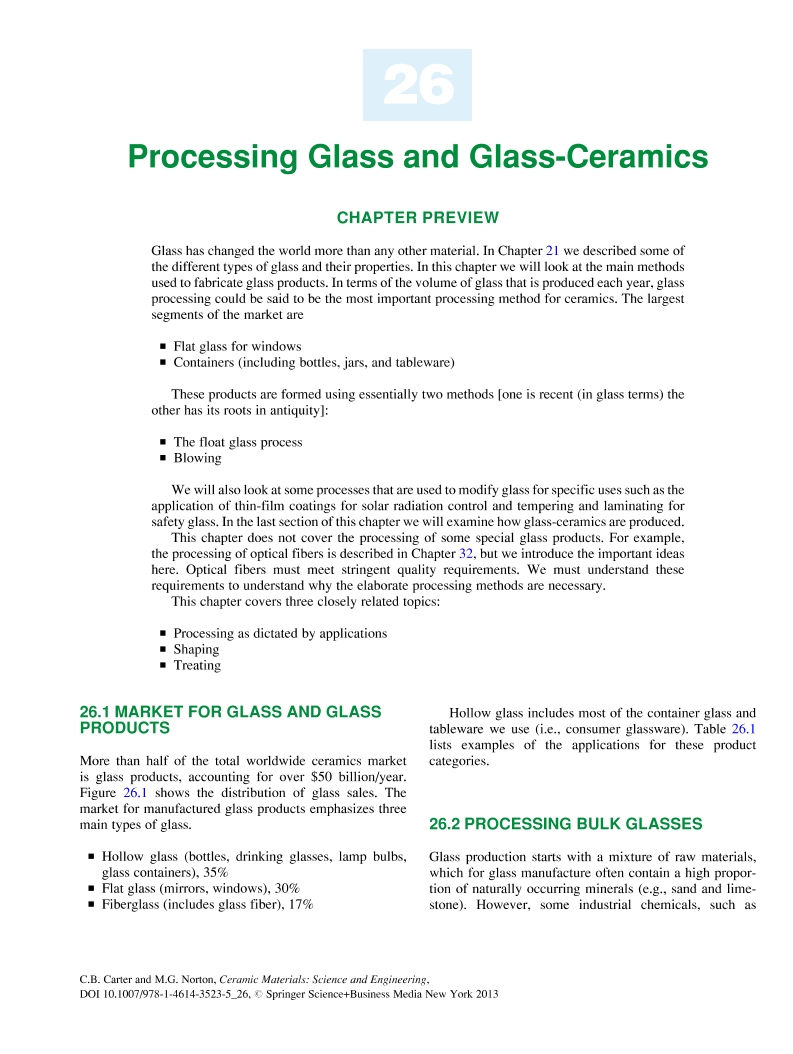 26
Processing Glass and Glass-Ceramics
CHAPTER PREVIEW
Glass has changed the world more than any other material. In Chapter 21 we described some of
the different types of glass and their properties. In this chapter we will look at the main methods
used to fabricate glass products. In terms of the volume of glass that is produced each year, glass
processing could be said to be the most important processing method for ceramics. The largest
segments of the market are
■ Flat glass for windows
■ Containers (including bottles, jars, and tableware)
These products are formed using essentially two methods [one is recent (in glass terms) the
other has its roots in antiquity]:
■ The float glass process
■ Blowing
We will also look at some processes that are used to modify glass for specific uses such as the
application of thin-film coatings for solar radiation control and tempering and laminating for
safety glass. In the last section of this chapter we will examine how glass-ceramics are produced.
This chapter does not cover the processing of some special glass products. For example,
the processing of optical fibers is described in Chapter 32, but we introduce the important ideas
here. Optical fibers must meet stringent quality requirements. We must understand these
requirements to understand why the elaborate processing methods are necessary.
This chapter covers three closely related topics:
■ Processing as dictated by applications
■ Shaping
■ Treating
26.1 MARKET FOR GLASS AND GLASS
PRODUCTS
More than half of the total worldwide ceramics market
is glass products, accounting for over $50 billion/year.
Figure 26.1 shows the distribution of glass sales. The
market for manufactured glass products emphasizes three
main types of glass.
■ Hollow glass (bottles, drinking glasses, lamp bulbs,
glass containers), 35%
■ Flat glass (mirrors, windows), 30%
■ Fiberglass (includes glass fiber), 17%
Hollow glass includes most of the container glass and
tableware we use (i.e., consumer glassware). Table 26.1
lists examples of the applications for these product
categories.
26.2 PROCESSING BULK GLASSES
Glass production starts with a mixture of raw materials,
which for glass manufacture often contain a high propor-
tion of naturally occurring minerals (e.g., sand and lime-
stone). However, some industrial chemicals, such as
C.B. Carter and M.G. Norton, Ceramic Materials: Science and Engineering,
DOI 10.1007/978-1-4614-3523-5_26, © Springer Science+Business Media New York 2013